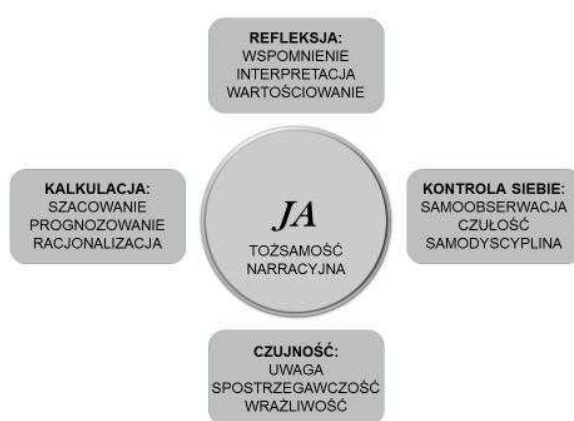 REFLEKSJA:
WSPOMNIENIE
INTERPRETACJA
WARTOŚCIOWANIE
KALKULACJA:
SZACOWANIE
PROGNOZOWANIE
RACJONALIZACJA
JA
TOŻSAMOŚĆ
NARRACYJNA
KONTROLA SIEBIE:
SAMOOBSERWACJA
CZUŁOŚĆ
SAMODYSCYPLINA
CZUJNOŚĆ:
UWAGA
SPOSTRZEGAWCZOŚĆ
WRAŻLIWOŚĆ